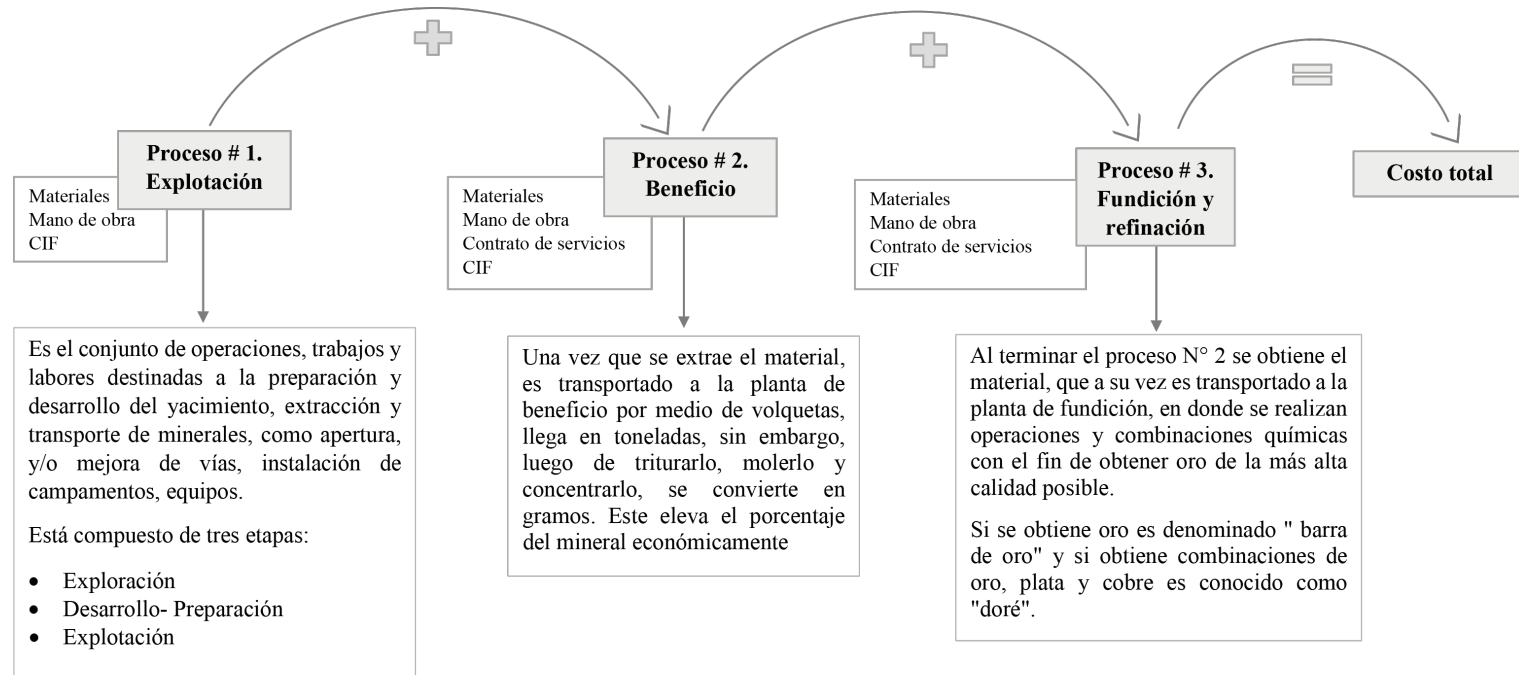 Proceso # 1.
Explotación
Materiales
Mano de obra
CIF
Es el conjunto de operaciones, trabajos y
labores destinadas a la preparación y
desarrollo del yacimiento, extracción y
transporte de minerales, como apertura,
y/o mejora de vías, instalación de
campamentos, equipos.
Está compuesto de tres etapas:
• Exploración
• Desarrollo- Preparación
• Explotación
Proceso # 2.
Beneficio
Materiales
Mano de obra
Contrato de servicios
CIF
Una vez que se extrae el material,
es transportado a la planta de
beneficio por medio de volquetas,
llega en toneladas, sin embargo,
luego de triturarlo, molerlo y
concentrarlo, se convierte en
gramos. Este eleva el porcentaje
del mineral económicamente
Proceso # 3.
Fundición y
refinación
Materiales
Mano de obra
Contrato de servicios
CIF
Al terminar el proceso N° 2 se obtiene el
material, que a su vez es transportado a la
planta de fundición, en donde se realizan
operaciones y combinaciones químicas
con el fin de obtener oro de la más alta
calidad posible.
Si se obtiene oro es denominado " barra
de oro" y si obtiene combinaciones de
oro, plata y cobre es conocido como
"doré".
Costo total